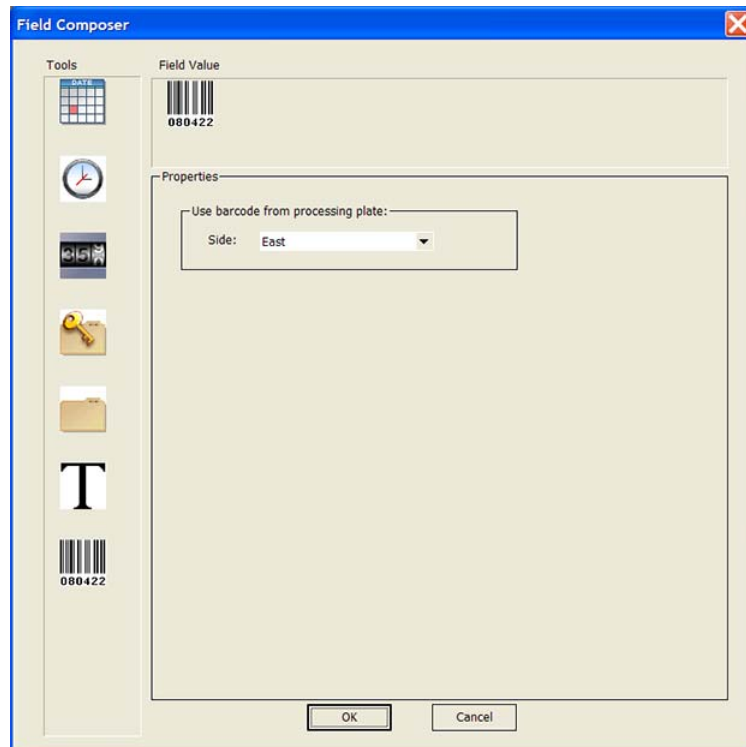 Field Composer
Tools
Field Value
DATE
080422
Properties
Use barcode from processing plate:
Side: East
T
080422
OK
Cancel